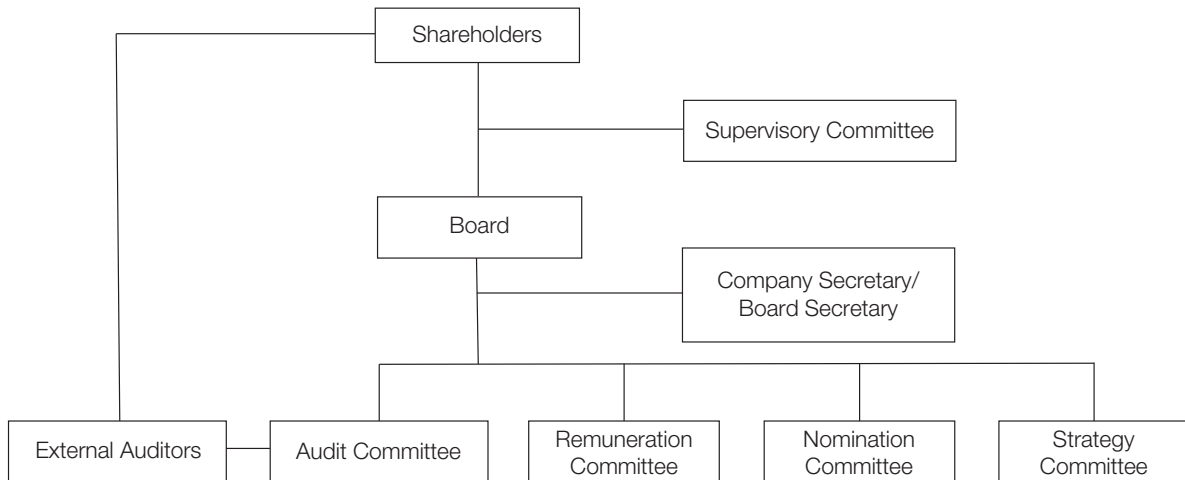 Shareholders
Supervisory Committee
Board
Company Secretary/
Board Secretary
External Auditors
Audit Committee
Remuneration
Committee
Nomination
Committee
Strategy
Committee